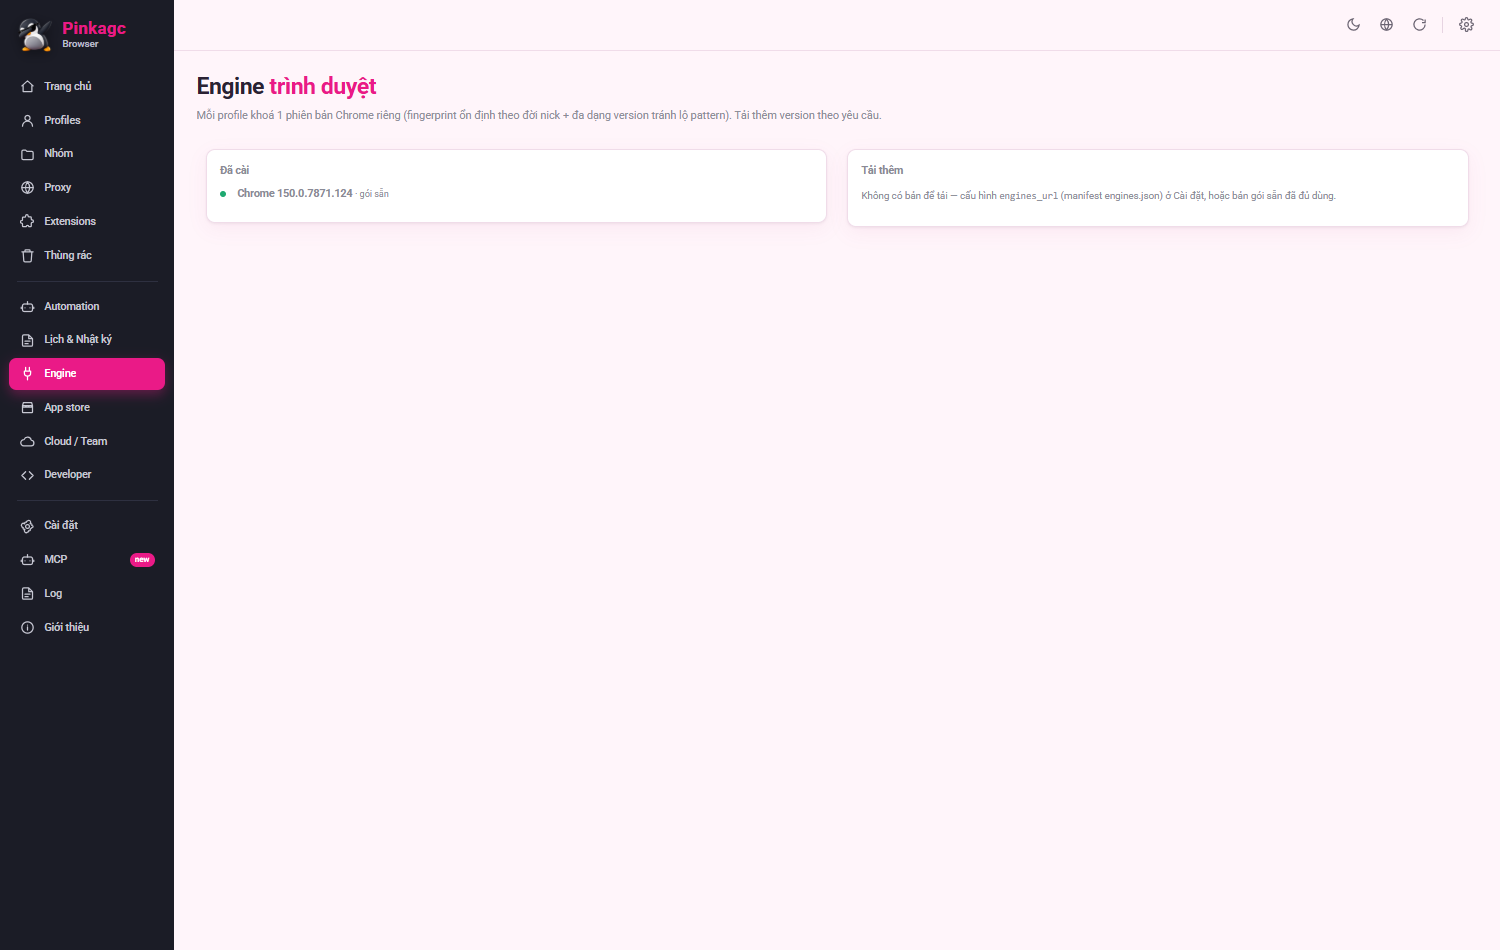 Pinkagc
Browser
Trang chủ
Profiles
Nhóm
Proxy
Extensions
Thùng rác
Automation
Lịch & Nhật ký
Engine
App store
Cloud / Team
Developer
Cài đặt
MCP new
Log
Giới thiệu
Engine trình duyệt
Mỗi profile khoá 1 phiên bản Chrome riêng (fingerprint ổn định theo đời nick + đa dạng version tránh lộ pattern). Tải thêm version theo yêu cầu.
Đã cài
Chrome 150.0.7871.124 · gói sẵn
Tải thêm
Không có bản để tải — cấu hình engines_url (manifest engines.json) ở Cài đặt, hoặc bản gói sẵn đã đủ dùng.